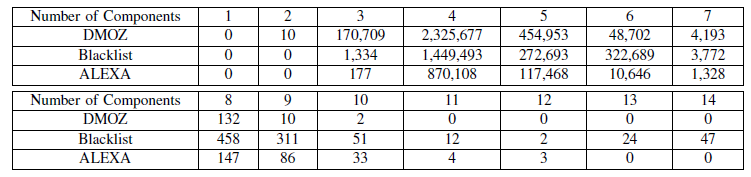 Number of Components 1 2 3 4 5 6 7
DMOZ 0 10 170,709 2,325,677 454,953 48,702 4,193
Blacklist 0 0 1,334 1,449,493 272,693 322,689 3,772
ALEXA 0 0 177 870,108 117,468 10,646 1,328
Number of Components 8 9 10 11 12 13 14
DMOZ 132 10 2 0 0 0 0
Blacklist 458 311 51 12 2 24 47
ALEXA 147 86 33 4 3 0 0